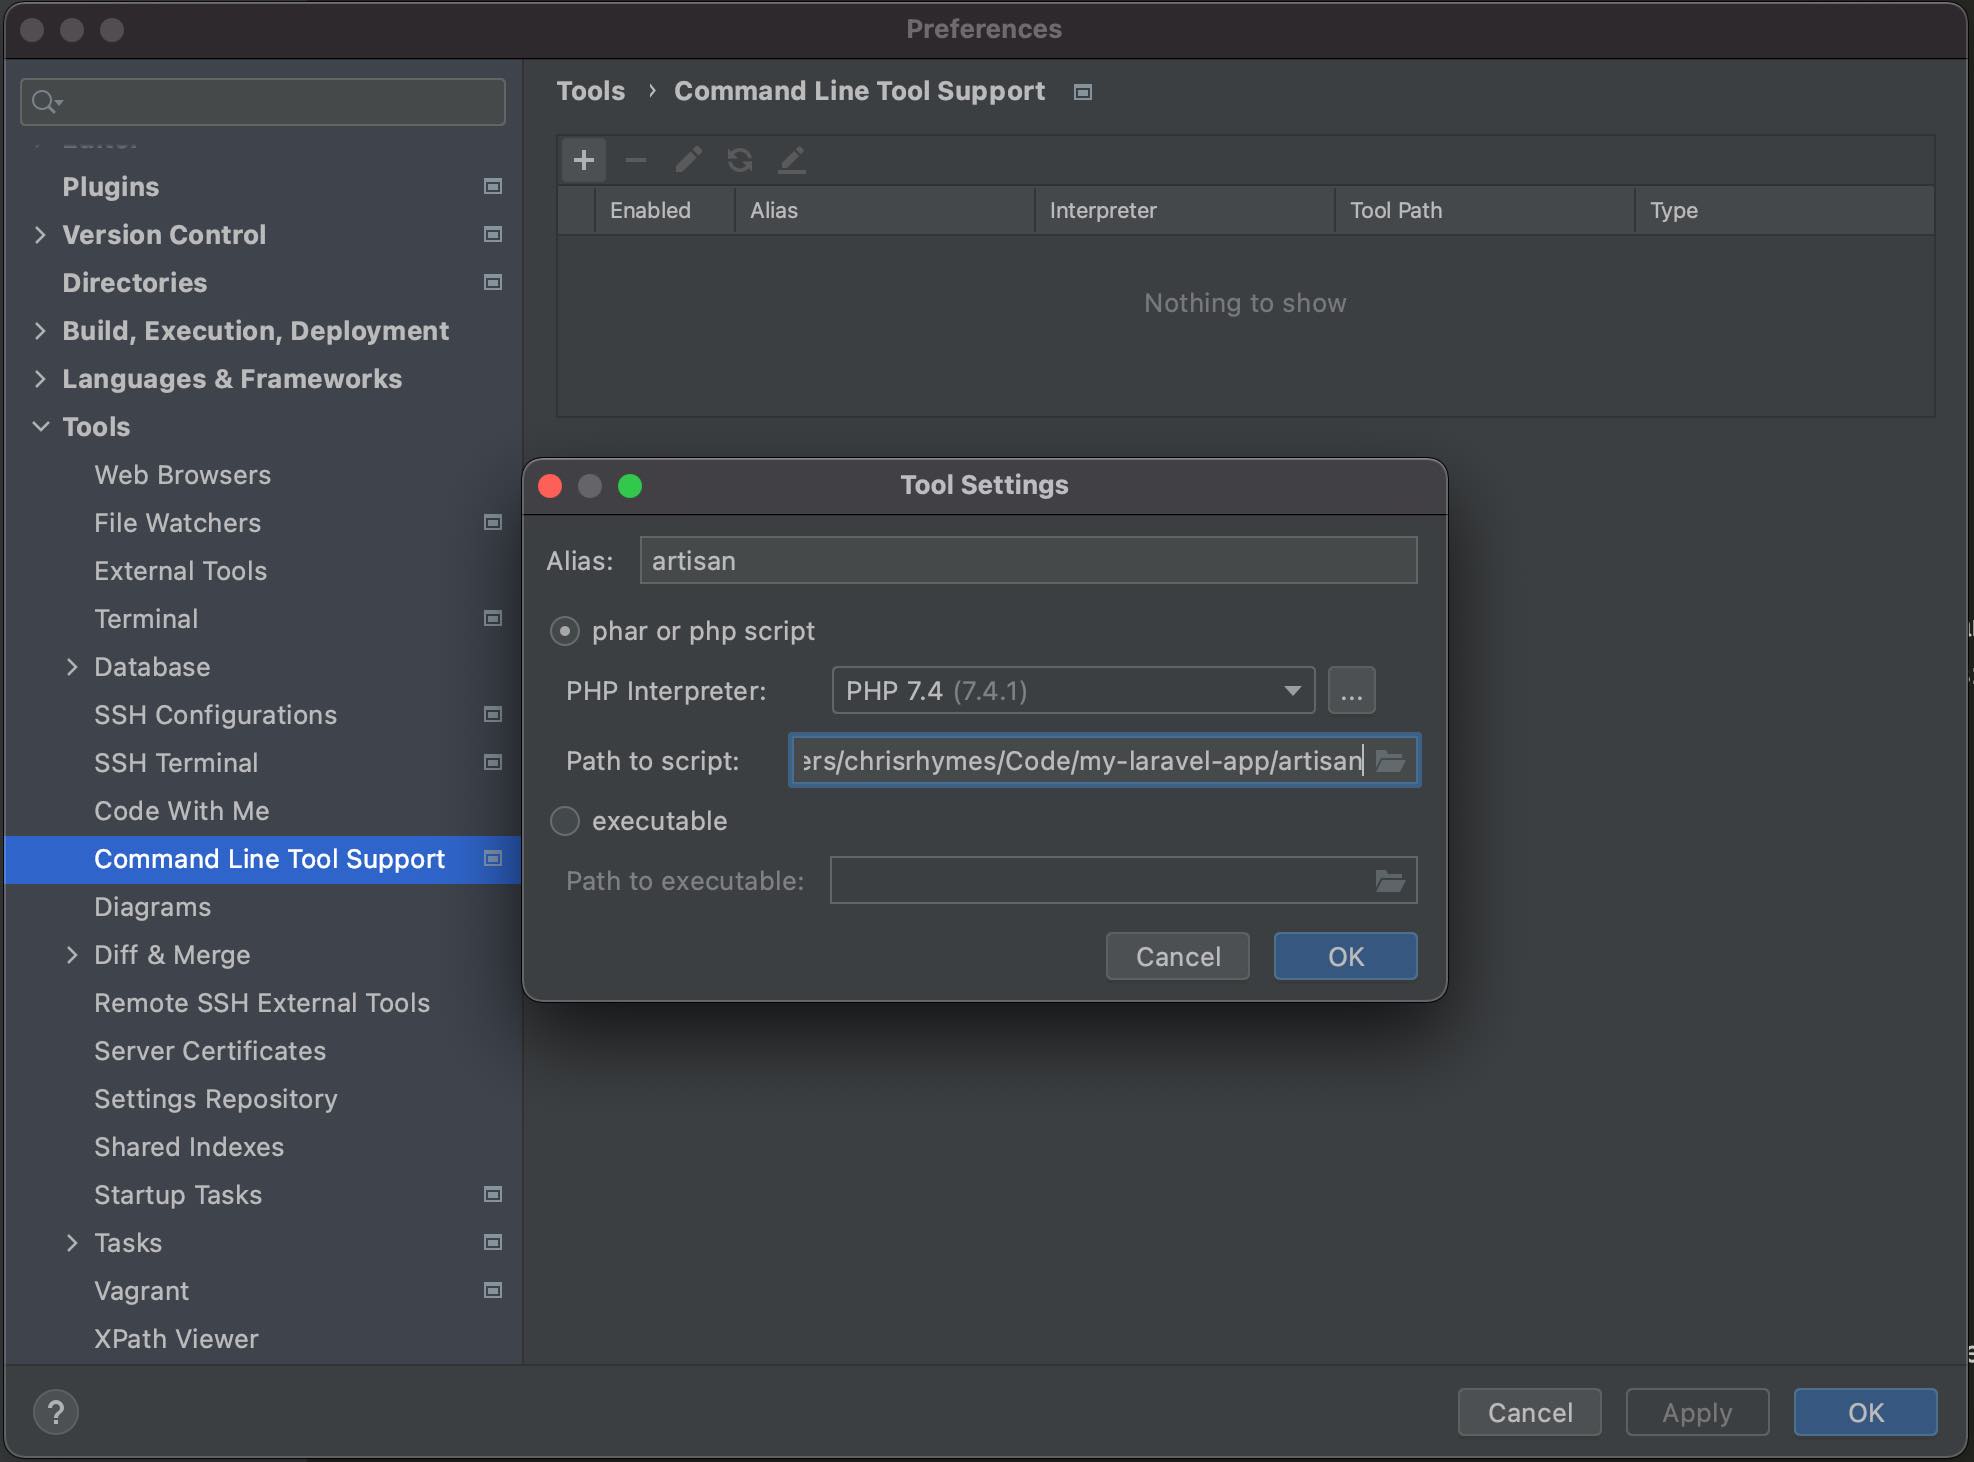 Preferences
Plugins
Version Control
Directories
Build, Execution, Deployment
Languages & Frameworks
Tools
Web Browsers
File Watchers
External Tools
Terminal
Database
SSH Configurations
SSH Terminal
Code With Me
Command Line Tool Support
Diagrams
Diff & Merge
Remote SSH External Tools
Server Certificates
Settings Repository
Shared Indexes
Startup Tasks
Tasks
Vagrant
XPath Viewer
Tools › Command Line Tool Support
Enabled Alias Interpreter Tool Path Type
Nothing to show
Tool Settings
Alias: artisan
phar or php script
PHP Interpreter: PHP 7.4 (7.4.1) ...
Path to script: ers/chrisrhymes/Code/my-laravel-app/artisan
executable
Path to executable:
Cancel OK
? Cancel Apply OK